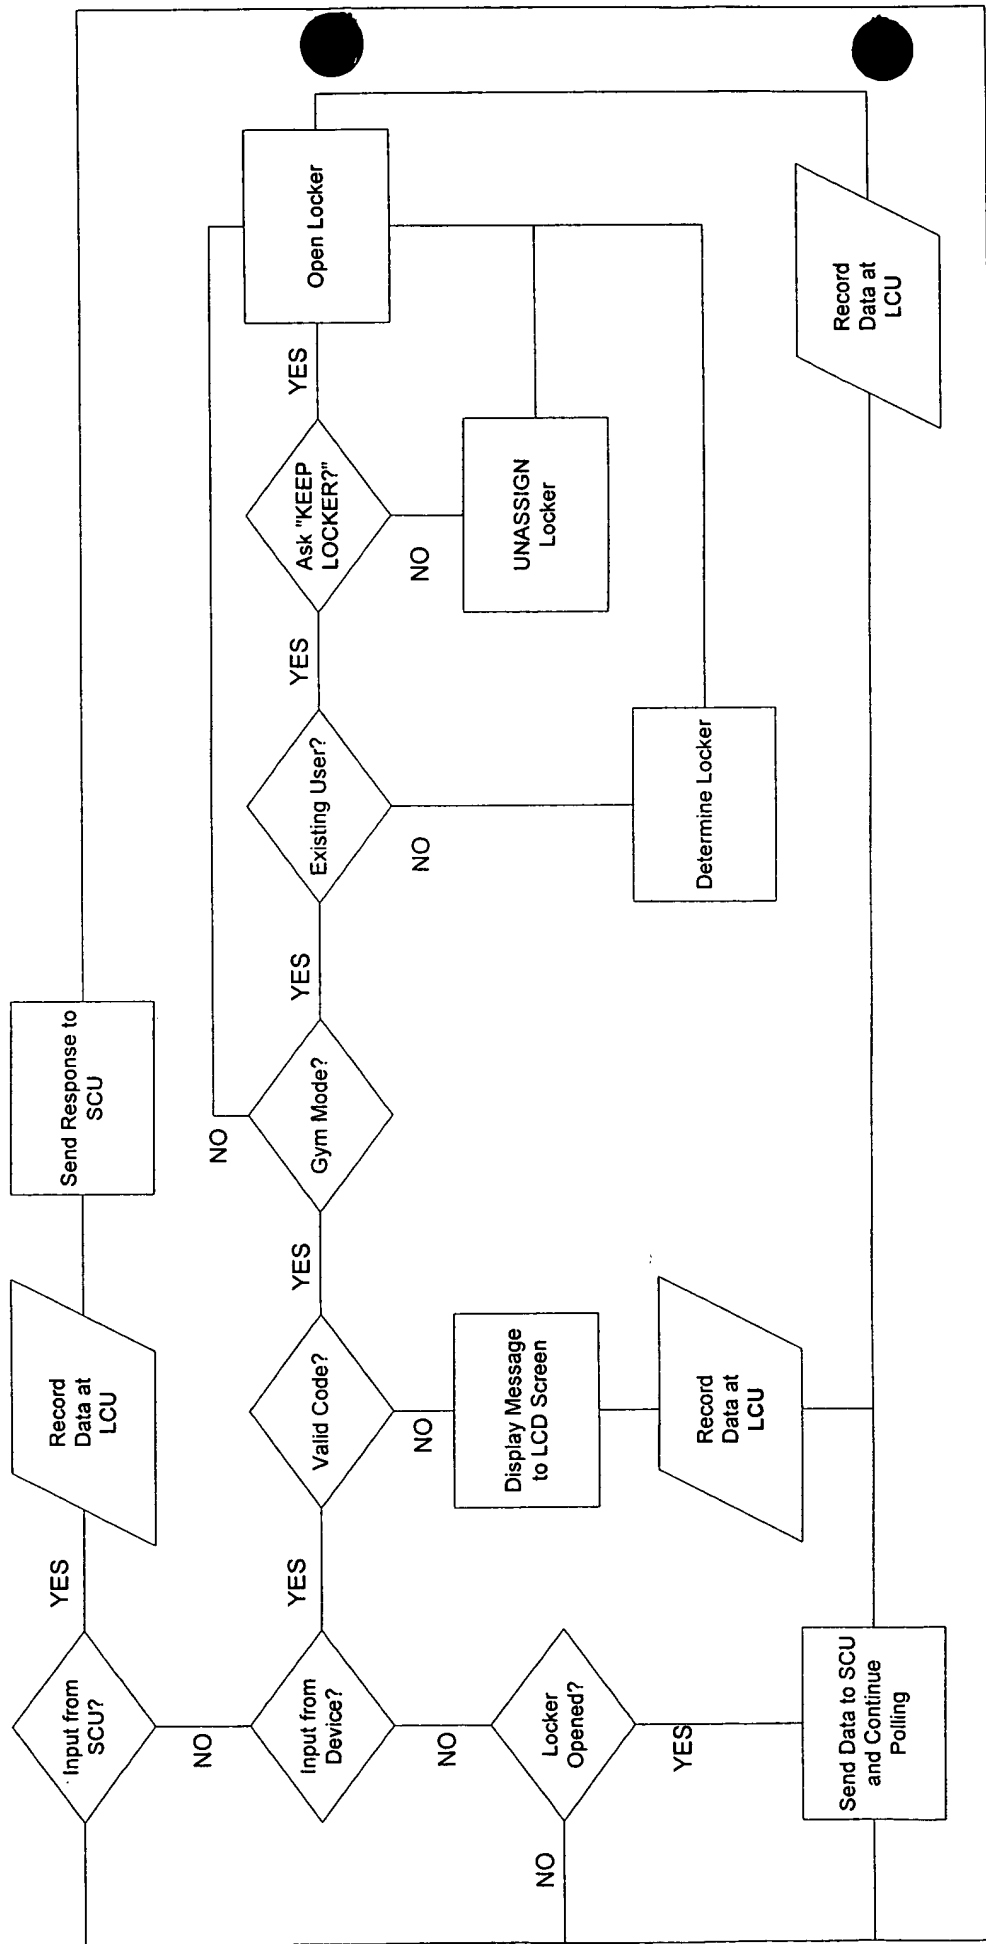 Input from
SCU?
YES
Record
Data at
LCU
Send Response to
SCU
NO
Input from
Device?
YES
Valid Code?
YES
Gym Mode?
NO
YES
Existing User?
YES
Ask "KEEP
LOCKER?"
YES
Open Locker
NO
Locker
Opened?
NO
YES
NO
Display Message
to LCD Screen
Record
Data at
LCU
NO
Determine Locker
NO
UNASSIGN
Locker
Send Data to SCU
and Continue
Polling
Record
Data at
LCU